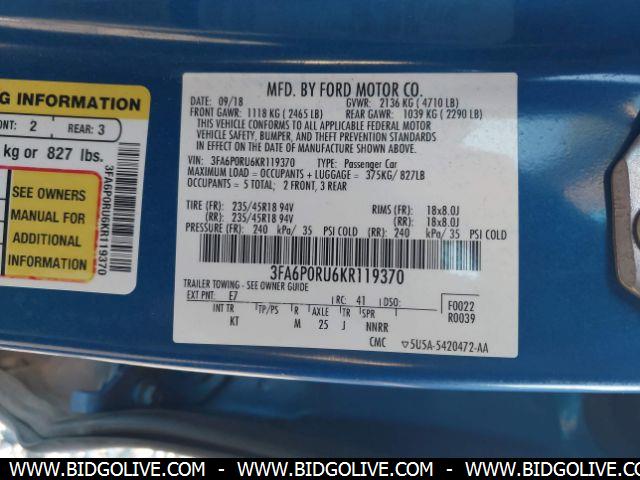 G INFORMATION
ONT: 2 REAR: 3
kg or 827 lbs.
SEE OWNERS
MANUAL FOR
ADDITIONAL
INFORMATION
3FA6P0RU6KR119370
MFD. BY FORD MOTOR CO.
DATE: 09/18 GVWR: 2136 KG ( 4710 LB)
FRONT GAWR: 1118 KG ( 2465 LB) REAR GAWR: 1039 KG ( 2290 LB)
THIS VEHICLE CONFORMS TO ALL APPLICABLE FEDERAL MOTOR
VEHICLE SAFETY, BUMPER, AND THEFT PREVENTION STANDARDS
IN EFFECT ON THE DATE OF MANUFACTURE SHOWN ABOVE.
VIN: 3FA6P0RU6KR119370 TYPE: Passenger Car
MAXIMUM LOAD = OCCUPANTS + LUGGAGE = 375KG/ 827LB
OCCUPANTS = 5 TOTAL; 2 FRONT, 3 REAR
TIRE (FR): 235/45R18 94V RIMS (FR): 18x8.0J
(RR): 235/45R18 94V (RR): 18x8.0J
PRESSURE (FR): 240 kPa/ 35 PSI COLD (RR): 240 kPa/ 35 PSI COLD
3FA6P0RU6KR119370
TRAILER TOWING - SEE OWNER GUIDE
EXT PNT: E7 RC: 41 DSO: F0022
INT TR TP/PS R AXLE TR SPR R0039
KT M 25 J NNRR
CMC ▽5U5A-5420472-AA
WWW.BIDGOLIVE.COM - WWW.BIDGOLIVE.COM - WWW.BIDGOLIVE.COM